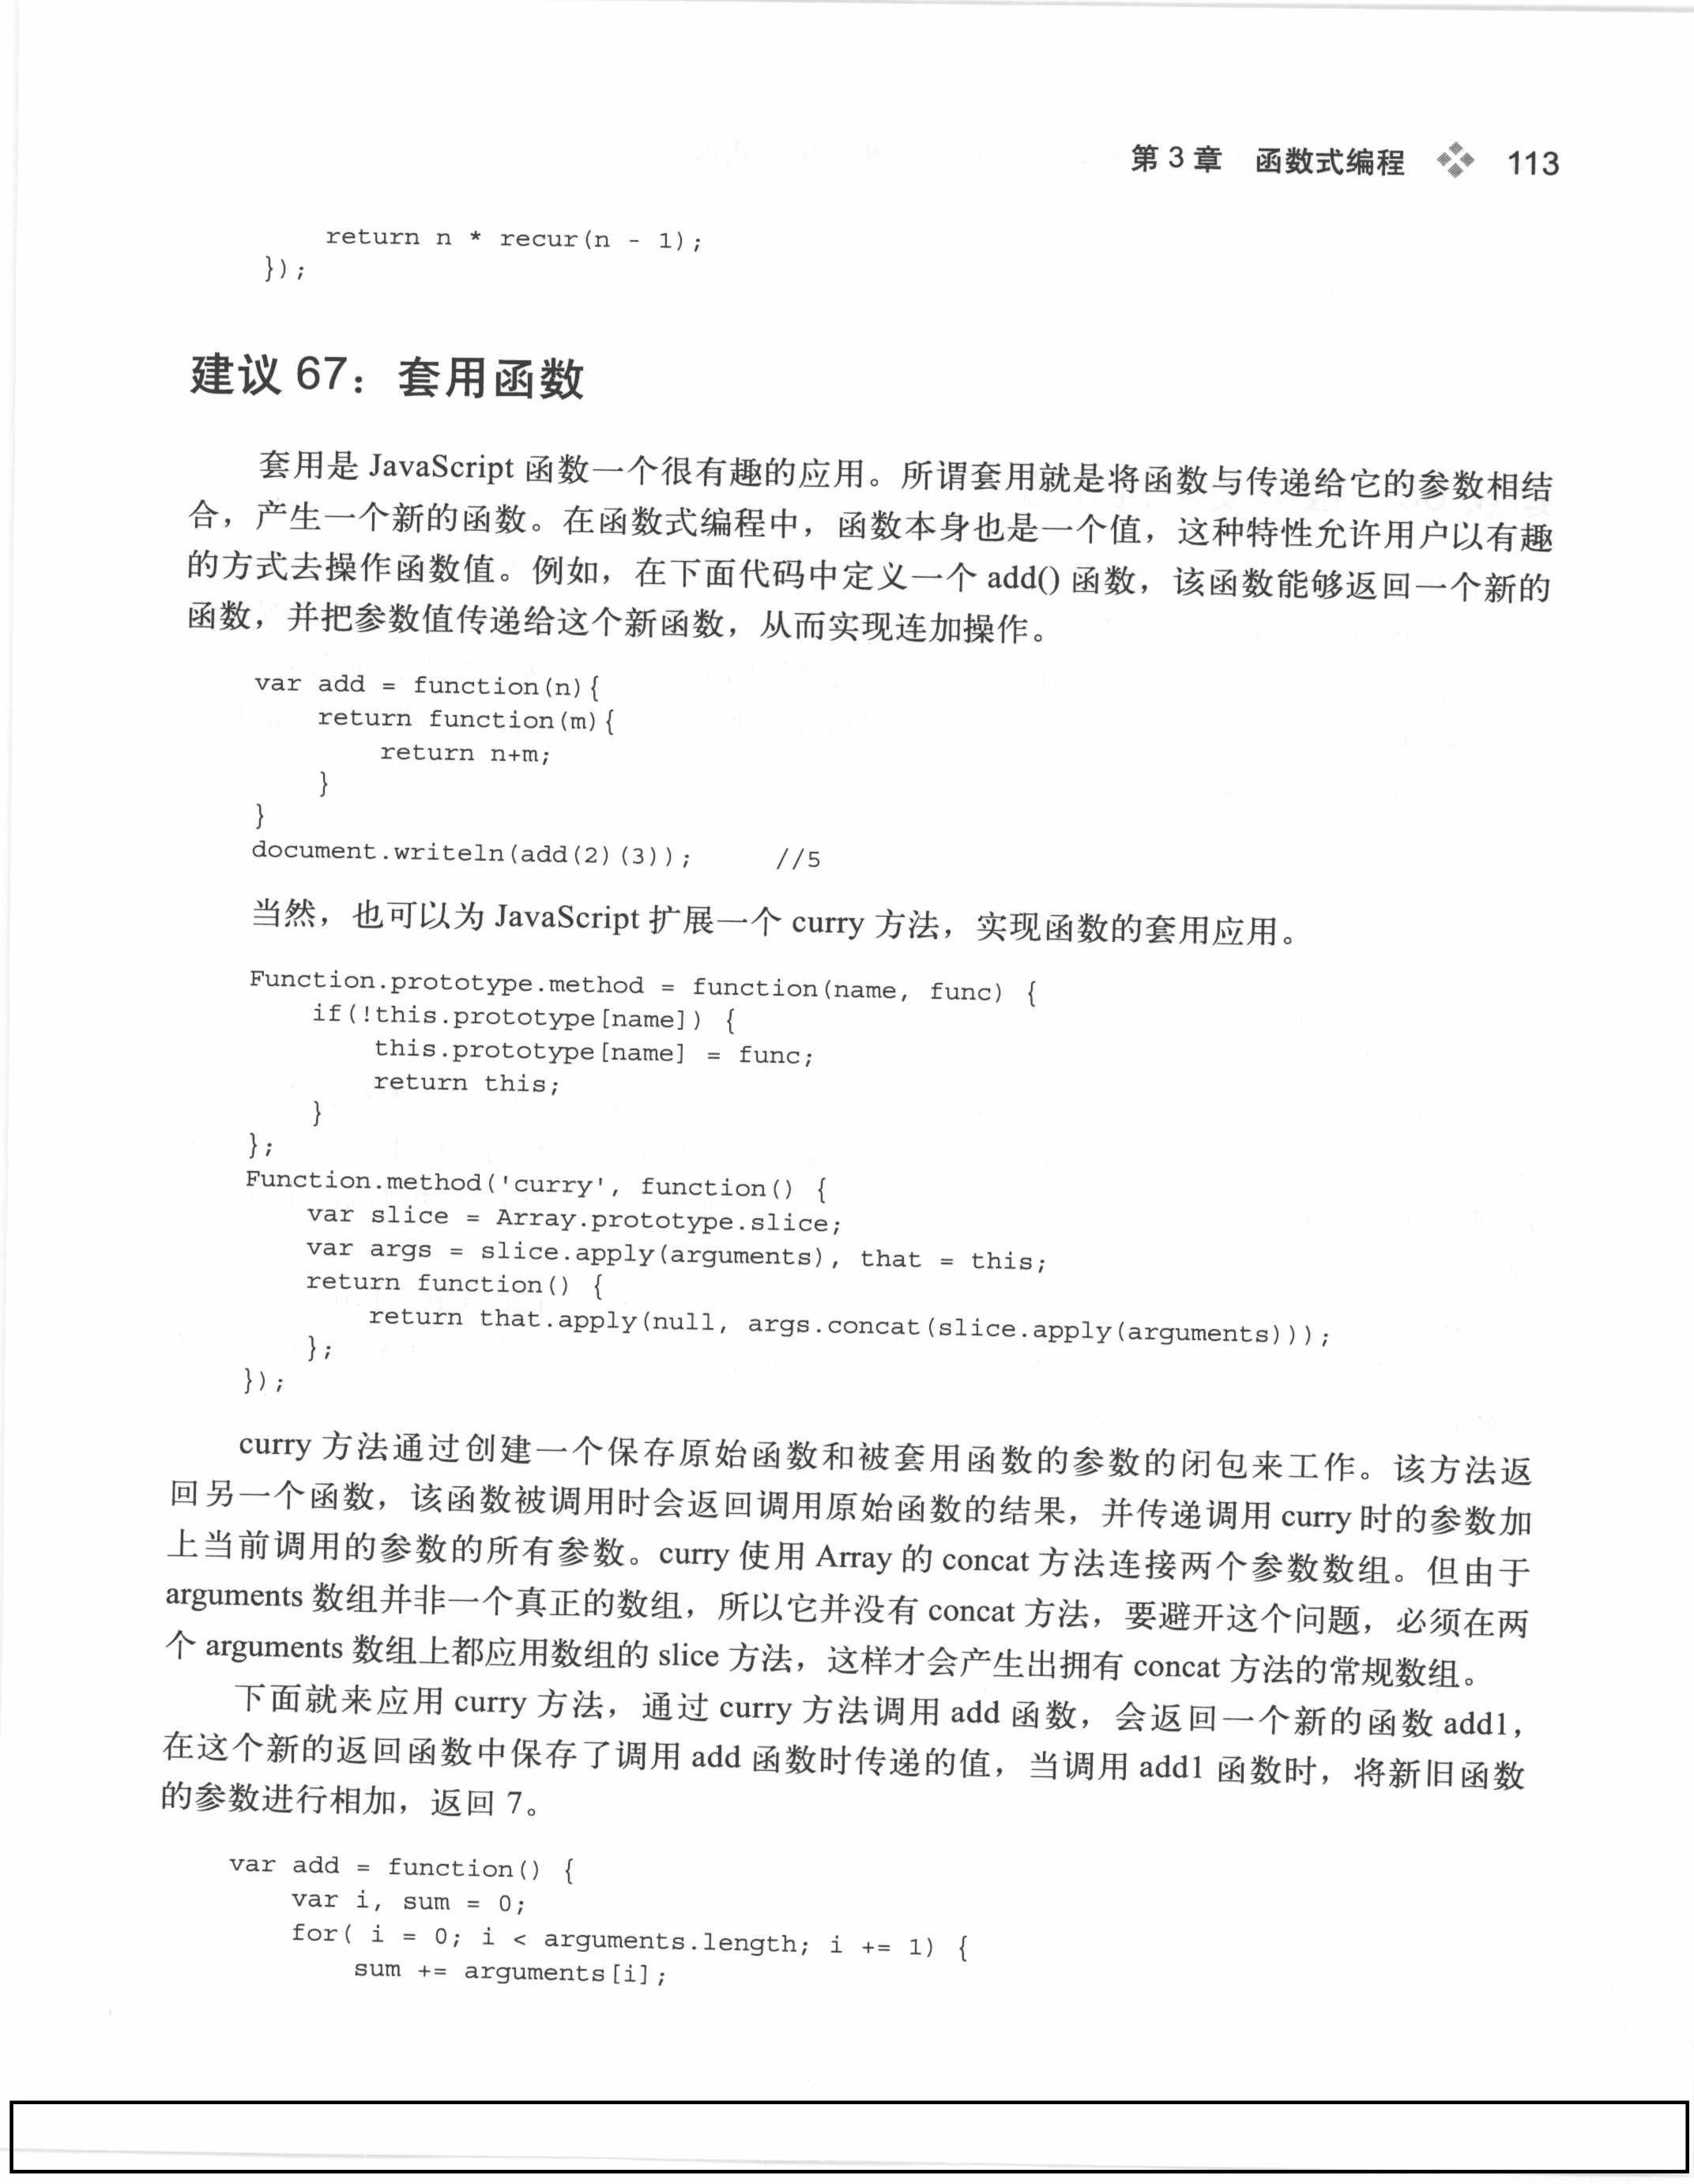 第 3 章　函数式编程　113
        return n * recur(n - 1);
    });
建议 67：套用函数
套用是 JavaScript 函数一个很有趣的应用。所谓套用就是将函数与传递给它的参数相结
合，产生一个新的函数。在函数式编程中，函数本身也是一个值，这种特性允许用户以有趣
的方式去操作函数值。例如，在下面代码中定义一个 add() 函数，该函数能够返回一个新的
函数，并把参数值传递给这个新函数，从而实现连加操作。
var add = function(n){
    return function(m){
        return n+m;
    }
}
document.writeln(add(2)(3));     //5
当然，也可以为 JavaScript 扩展一个 curry 方法，实现函数的套用应用。
Function.prototype.method = function(name, func) {
    if(!this.prototype[name]) {
        this.prototype[name] = func;
        return this;
    }
};
Function.method('curry', function() {
    var slice = Array.prototype.slice;
    var args = slice.apply(arguments), that = this;
    return function() {
        return that.apply(null, args.concat(slice.apply(arguments)));
    };
});
curry 方法通过创建一个保存原始函数和被套用函数的参数的闭包来工作。该方法返
回另一个函数，该函数被调用时会返回调用原始函数的结果，并传递调用 curry 时的参数加
上当前调用的参数的所有参数。curry 使用 Array 的 concat 方法连接两个参数数组。但由于
arguments 数组并非一个真正的数组，所以它并没有 concat 方法，要避开这个问题，必须在两
个 arguments 数组上都应用数组的 slice 方法，这样才会产生出拥有 concat 方法的常规数组。
下面就来应用 curry 方法，通过 curry 方法调用 add 函数，会返回一个新的函数 add1，
在这个新的返回函数中保存了调用 add 函数时传递的值，当调用 add1 函数时，将新旧函数
的参数进行相加，返回 7。
var add = function() {
    var i, sum = 0;
    for( i = 0; i < arguments.length; i += 1) {
        sum += arguments[i];